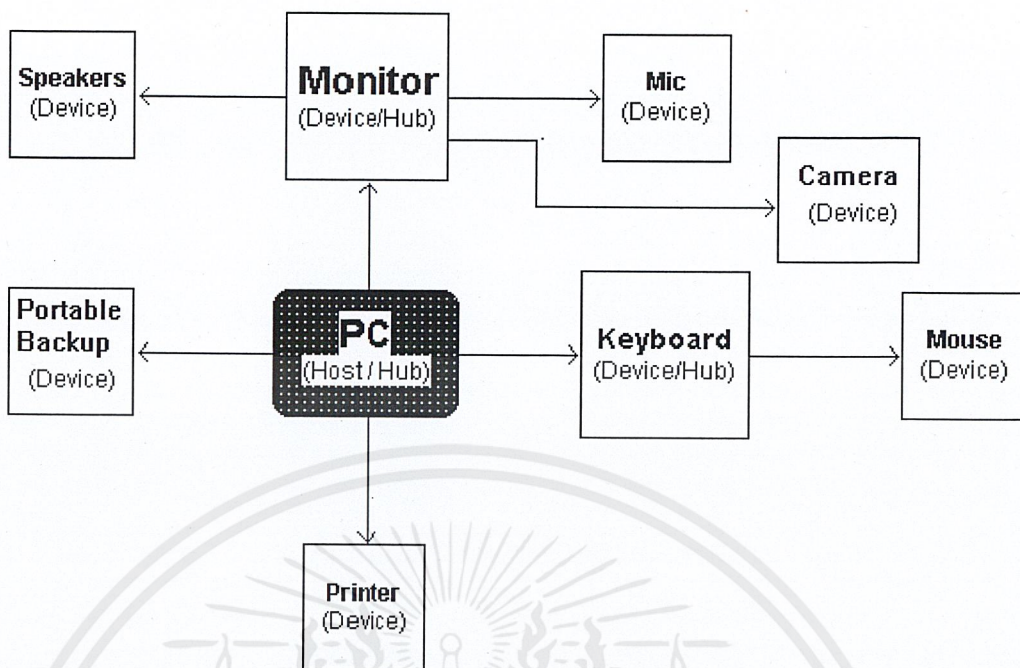 Speakers
(Device)
Monitor
(Device/Hub)
Mic
(Device)
Camera
(Device)
Portable
Backup
(Device)
PC
(Host / Hub)
Keyboard
(Device/Hub)
Mouse
(Device)
Printer
(Device)